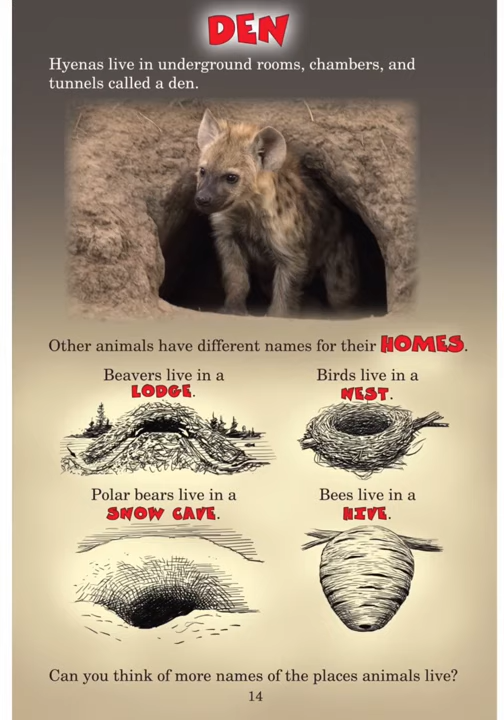 DEN
Hyenas live in underground rooms, chambers, and
tunnels called a den.
Other animals have different names for their HOMES.
Beavers live in a
LODGE.
Birds live in a
NEST.
Polar bears live in a
SNOW CAVE.
Bees live in a
HIVE.
Can you think of more names of the places animals live?
14